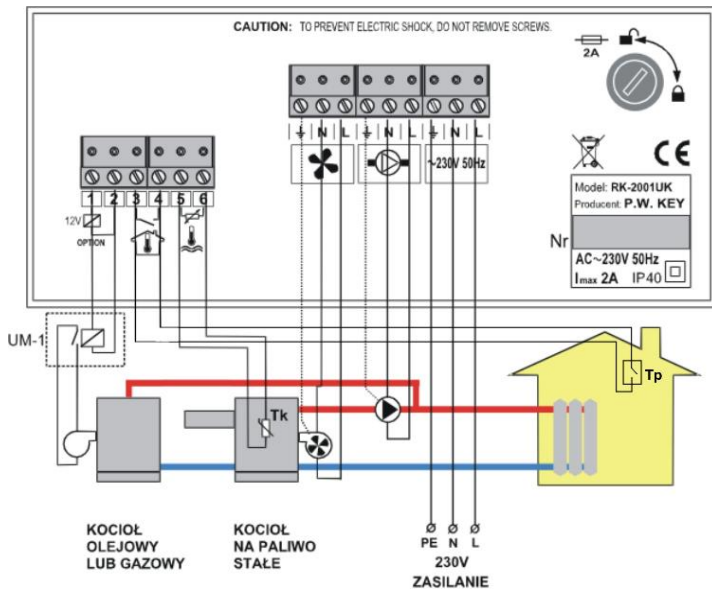 CAUTION: TO PREVENT ELECTRIC SHOCK, DO NOT REMOVE SCREWS.
2A
N L N L N L
~230V 50Hz
1 2 3 4 5 6
12V
OPTION
Model: RK-2001UK
Producent: P.W. KEY
Nr
AC~230V 50Hz
Imax 2A IP40
CE
UM-1
Tp
Tk
KOCIOŁ
OLEJOWY
LUB GAZOWY
KOCIOŁ
NA PALIWO
STAŁE
PE N L
230V
ZASILANIE